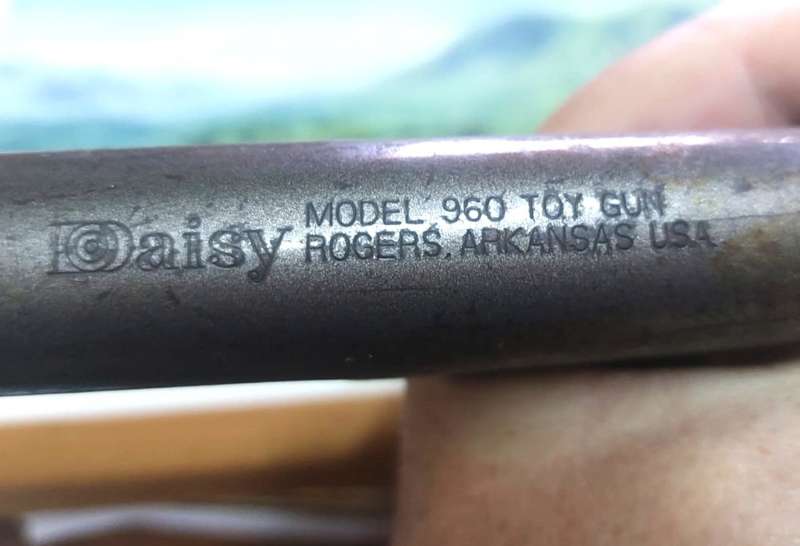 Daisy
MODEL 960 TOY GUN
ROGERS, ARKANSAS USA